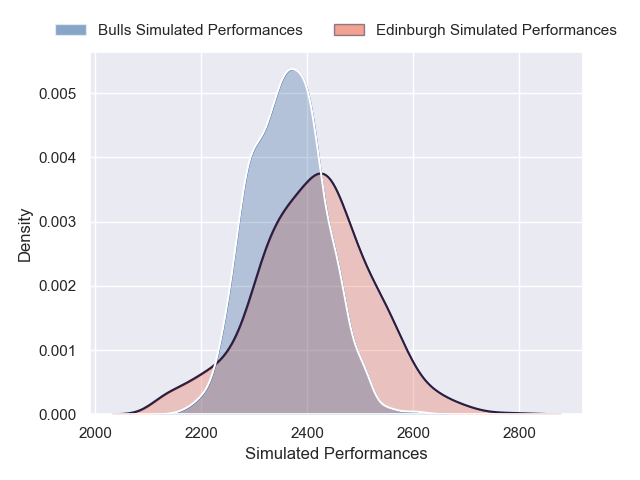 Bulls Simulated Performances Edinburgh Simulated Performances
0.005
0.004
0.003
0.002
0.001
0.000
Density
2000 2200 2400 2600 2800
Simulated Performances